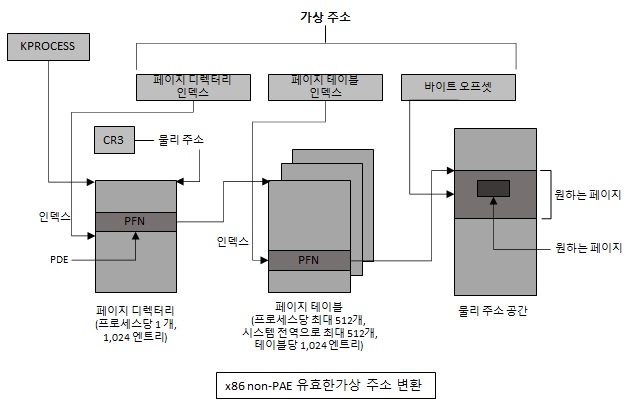 가상 주소
KPROCESS
페이지 디렉터리
인덱스
페이지 테이블
인덱스
바이트 오프셋
CR3
물리 주소
인덱스
PFN
PDE
인덱스
PFN
원하는 페이지
원하는 페이지
페이지 디렉터리
(프로세스당 1 개,
1,024 엔트리)
페이지 테이블
(프로세스당 최대 512개,
시스템 전역으로 최대 512개,
테이블당 1,024 엔트리)
물리 주소 공간
x86 non-PAE 유효한가상 주소 변환